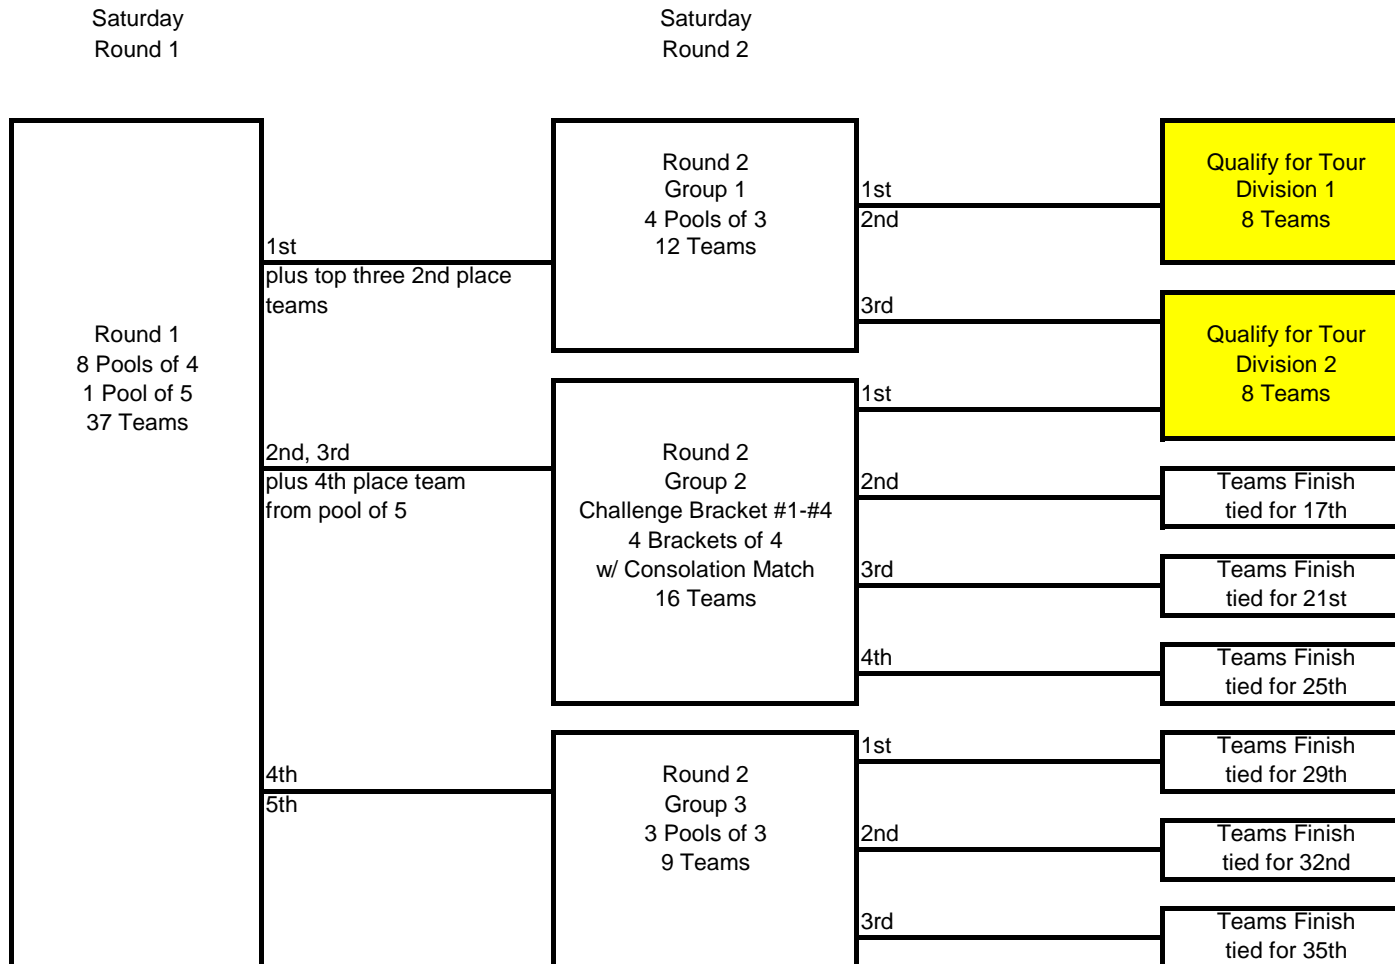 Saturday
Round 1
Saturday
Round 2
Round 1
8 Pools of 4
1 Pool of 5
37 Teams
1st
plus top three 2nd place
teams
2nd, 3rd
plus 4th place team
from pool of 5
4th
5th
Round 2
Group 1
4 Pools of 3
12 Teams
1st
2nd
3rd
Round 2
Group 2
Challenge Bracket #1-#4
4 Brackets of 4
w/ Consolation Match
16 Teams
1st
2nd
3rd
4th
Round 2
Group 3
3 Pools of 3
9 Teams
1st
2nd
3rd
Qualify for Tour
Division 1
8 Teams
Qualify for Tour
Division 2
8 Teams
Teams Finish
tied for 17th
Teams Finish
tied for 21st
Teams Finish
tied for 25th
Teams Finish
tied for 29th
Teams Finish
tied for 32nd
Teams Finish
tied for 35th